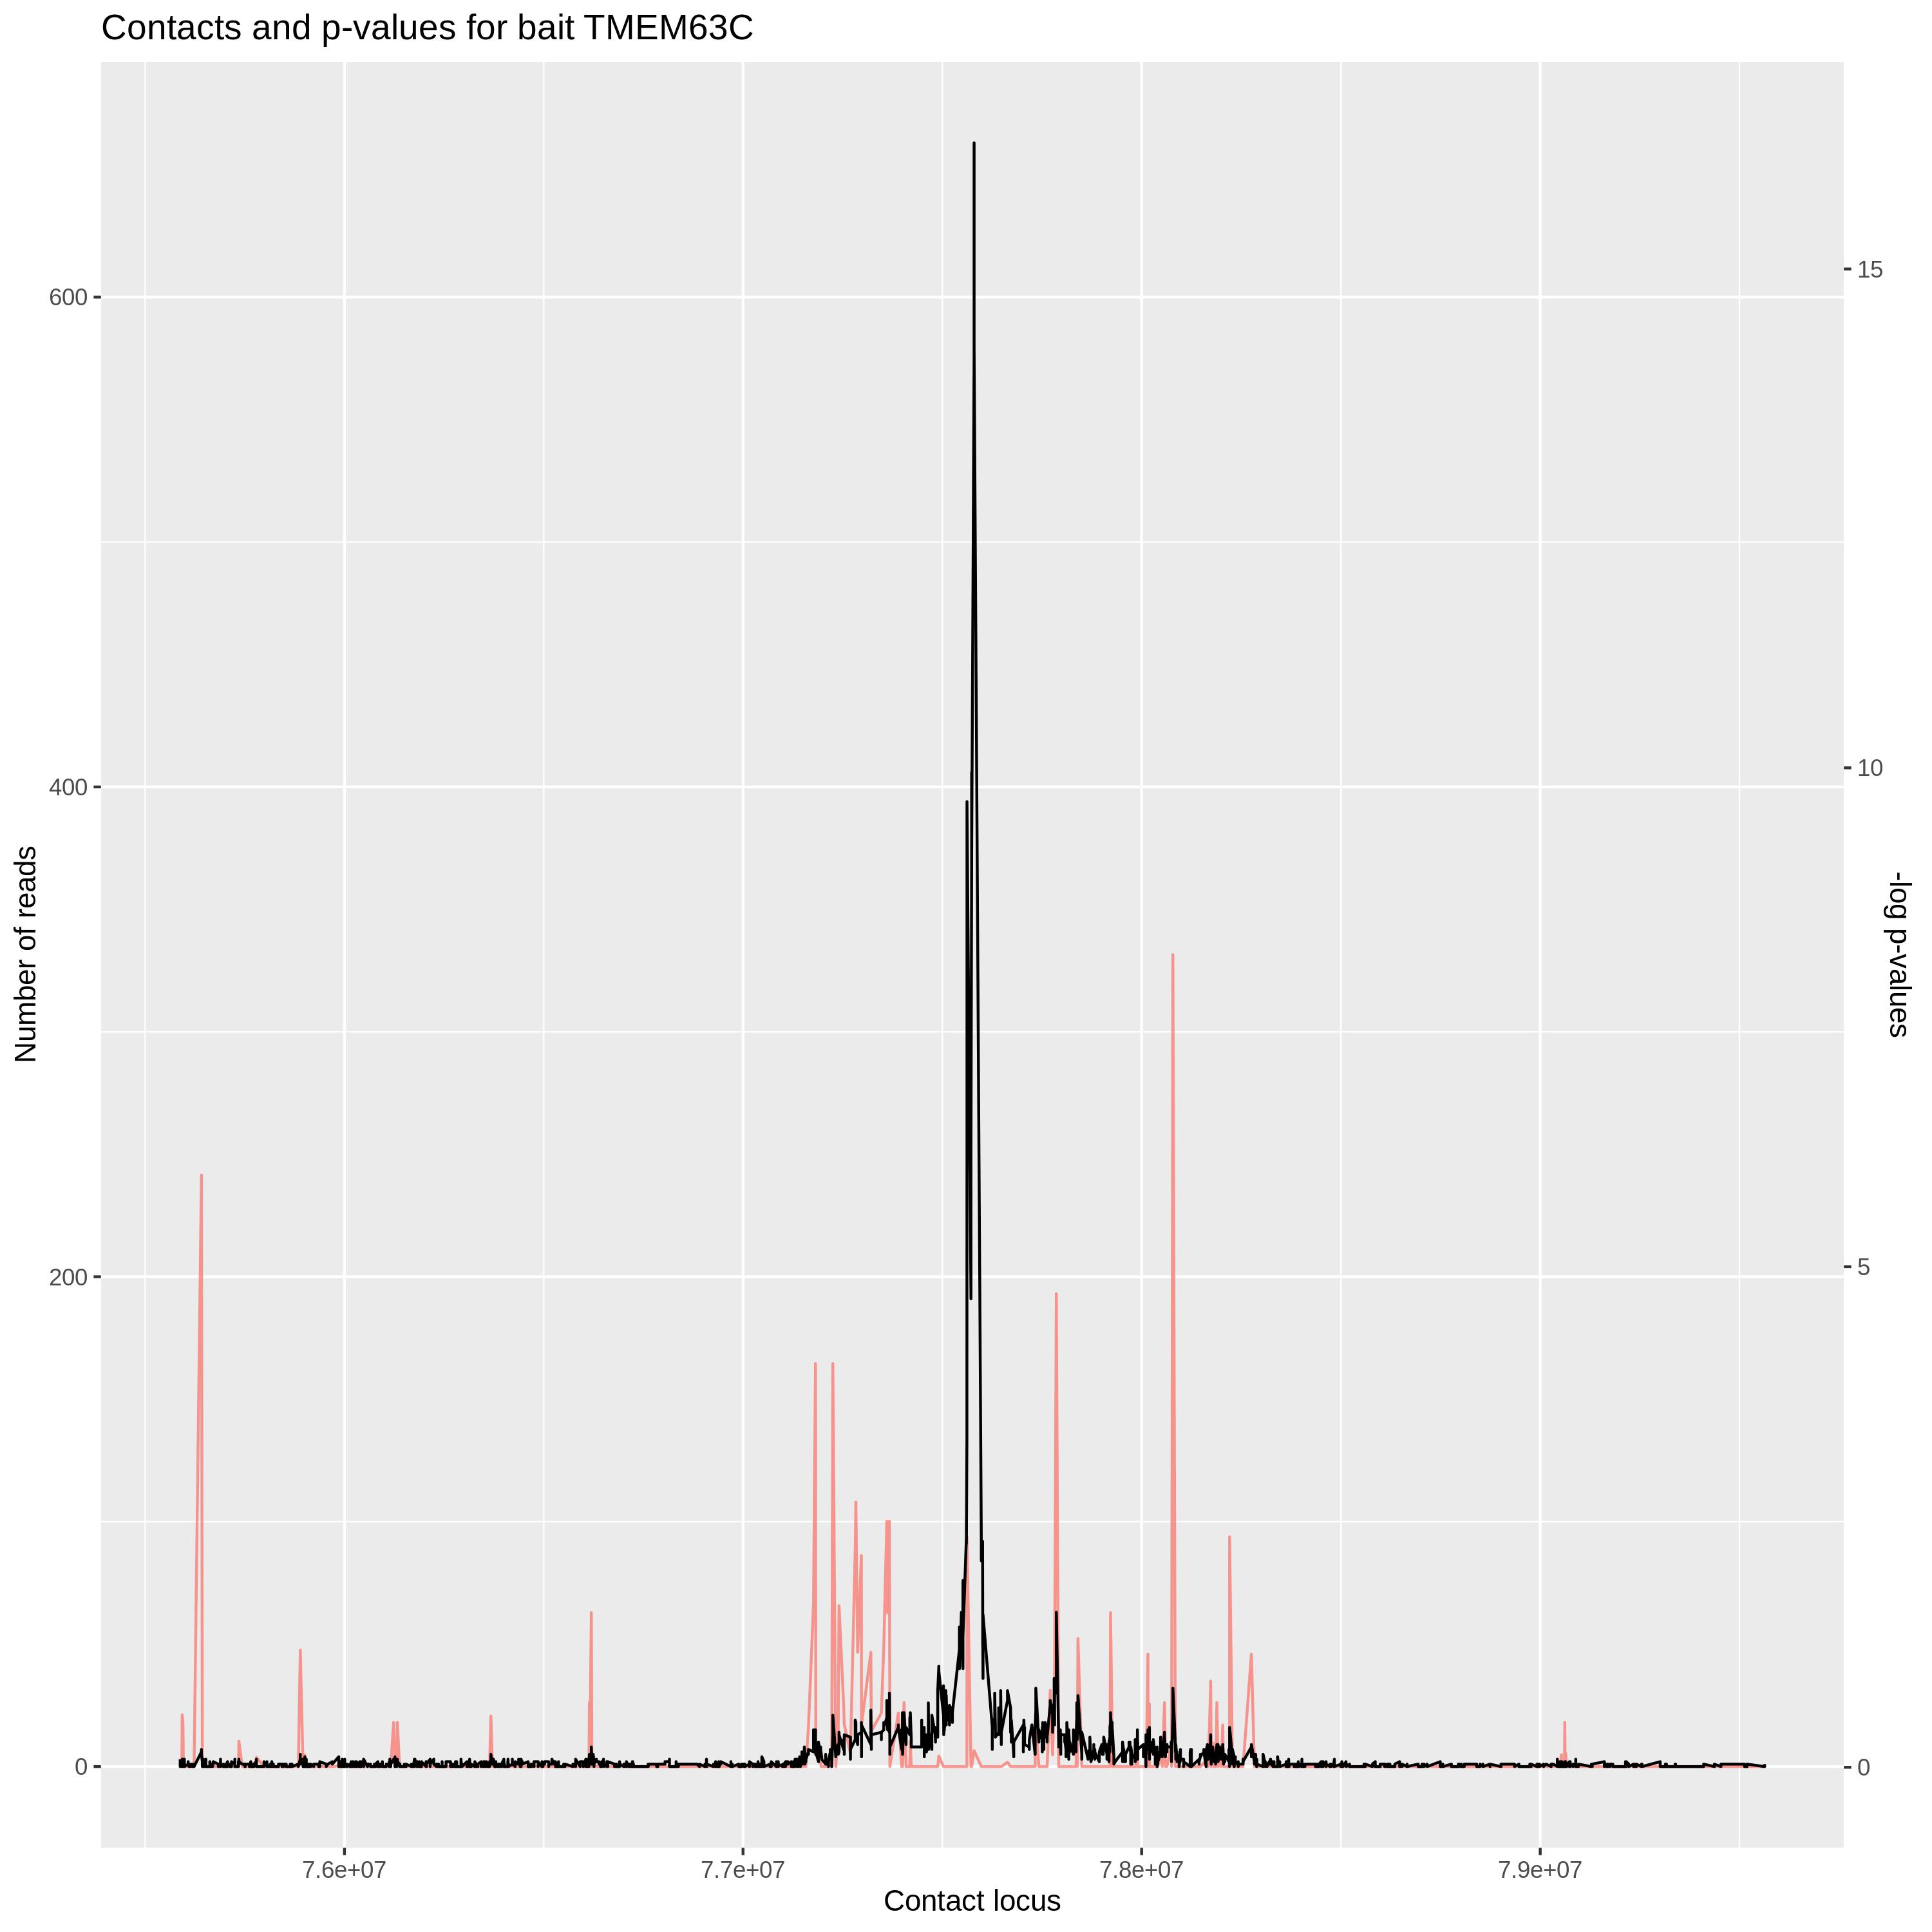 Contacts and p-values for bait TMEM63C
600
400
200
0
Number of reads
15
10
5
0
-log p-values
7.6e+07
7.7e+07
7.8e+07
7.9e+07
Contact locus